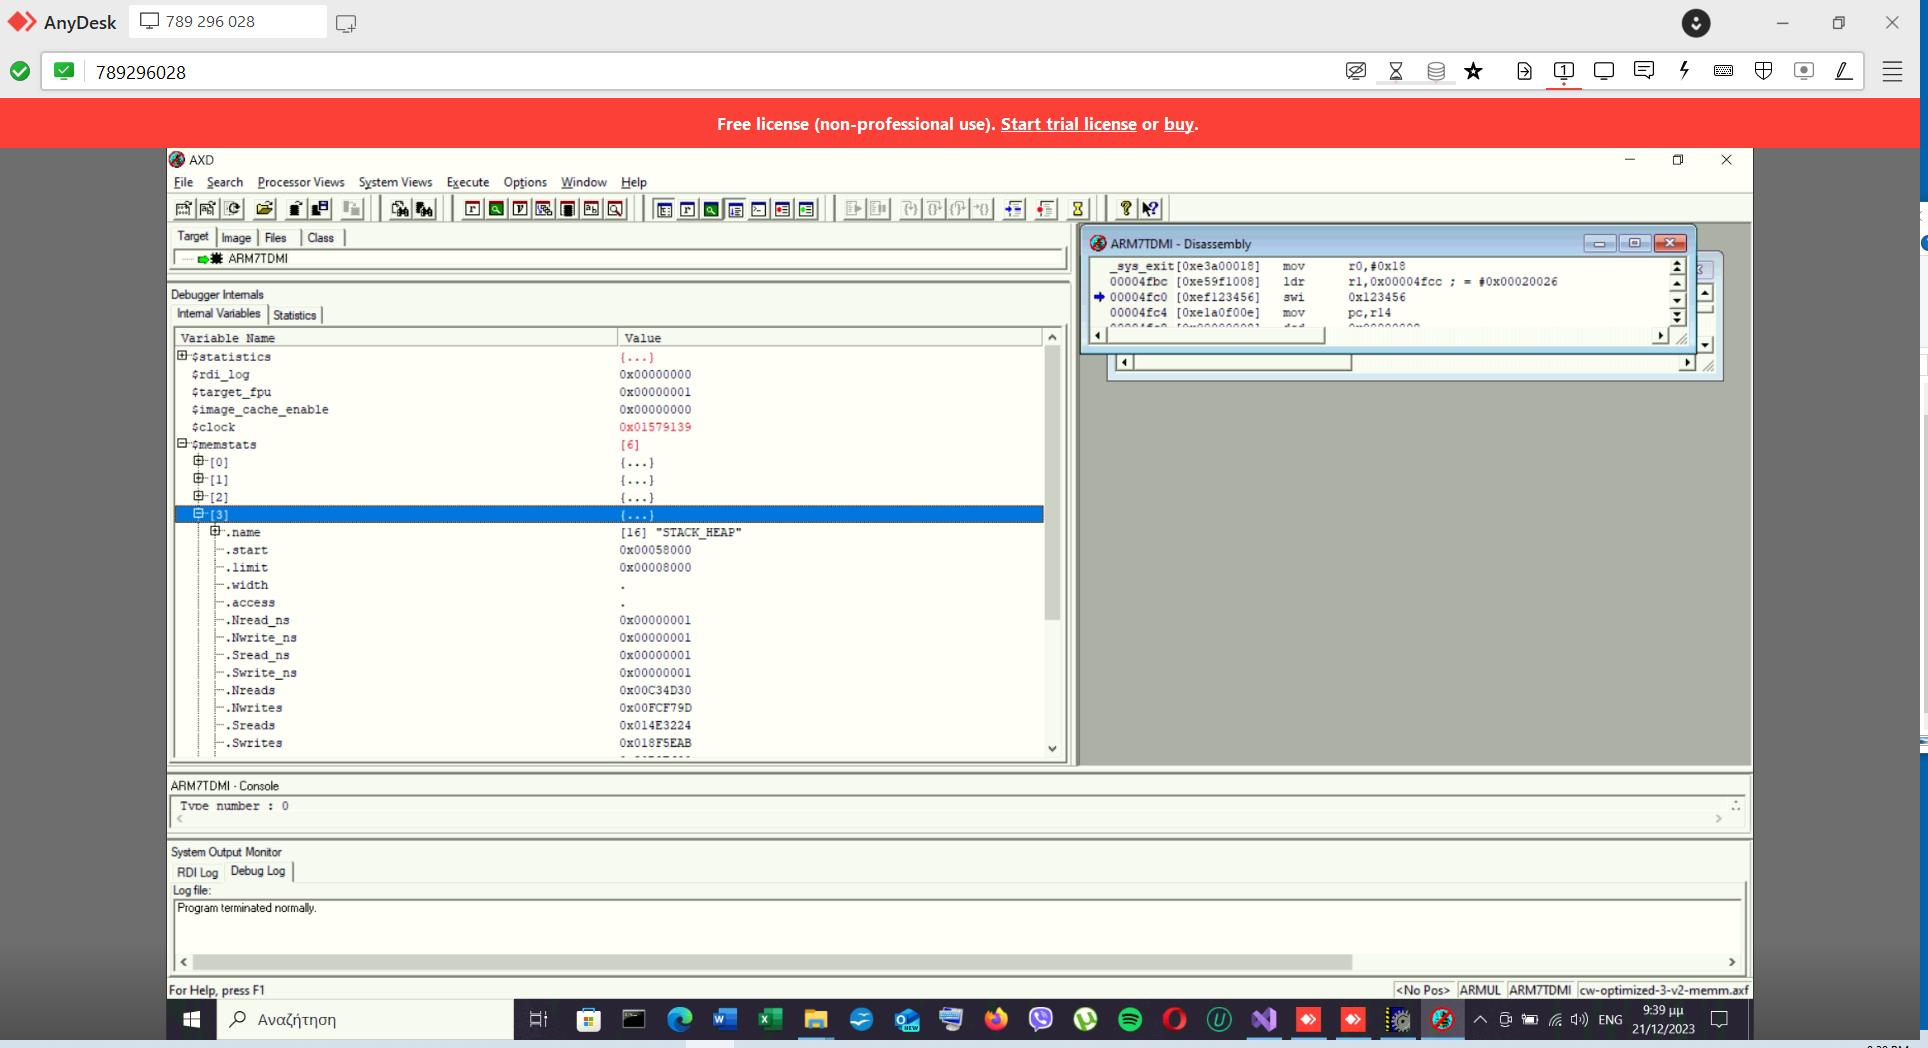 AnyDesk
789 296 028
789296028
1
Free license (non-professional use). Start trial license or buy.
AXD
File Search Processor Views System Views Execute Options Window Help
Target Image Files Class
ARM7TDMI
Debugger Internals
Internal Variables Statistics
Variable Name Value
$statistics {...}
$rdi_log 0x00000000
$target_fpu 0x00000001
$image_cache_enable 0x00000000
$clock 0x01579139
$memstats [6]
[0] {...}
[1] {...}
[2] {...}
[3] {...}
.name [16] "STACK_HEAP"
.start 0x00058000
.limit 0x00008000
.width .
.access .
.Nread_ns 0x00000001
.Nwrite_ns 0x00000001
.Sread_ns 0x00000001
.Swrite_ns 0x00000001
.Nreads 0x00C34D30
.Nwrites 0x00FCF79D
.Sreads 0x014E3224
.Swrites 0x018F5EAB
ARM7TDMI - Disassembly
_sys_exit[0xe3a00018] mov r0,#0x18
00004fbc [0xe59f1008] ldr r1,0x00004fcc ; = #0x00020026
00004fc0 [0xef123456] swi 0x123456
00004fc4 [0xe1a0f00e] mov pc,r14
ARM7TDMI - Console
Type number : 0
System Output Monitor
RDI Log Debug Log
Log file:
Program terminated normally.
For Help, press F1
<No Pos> ARMUL ARM7TDMI cw-optimized-3-v2-memm.axf
Αναζήτηση
ENG
9:39 μμ
21/12/2023